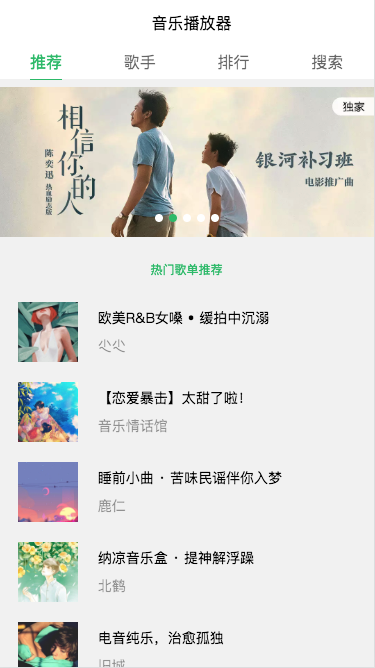 音乐播放器
推荐 歌手 排行 搜索
独家
相信你的人
陈奕迅 热血励志版
银河补习班
电影推广曲
热门歌单推荐
欧美R&B女嗓 • 缓拍中沉溺
尐尐
【恋爱暴击】太甜了啦！
音乐情话馆
睡前小曲 · 苦味民谣伴你入梦
鹿仁
纳凉音乐盒 · 提神解浮躁
北鹤
电音纯乐，治愈孤独
旧城